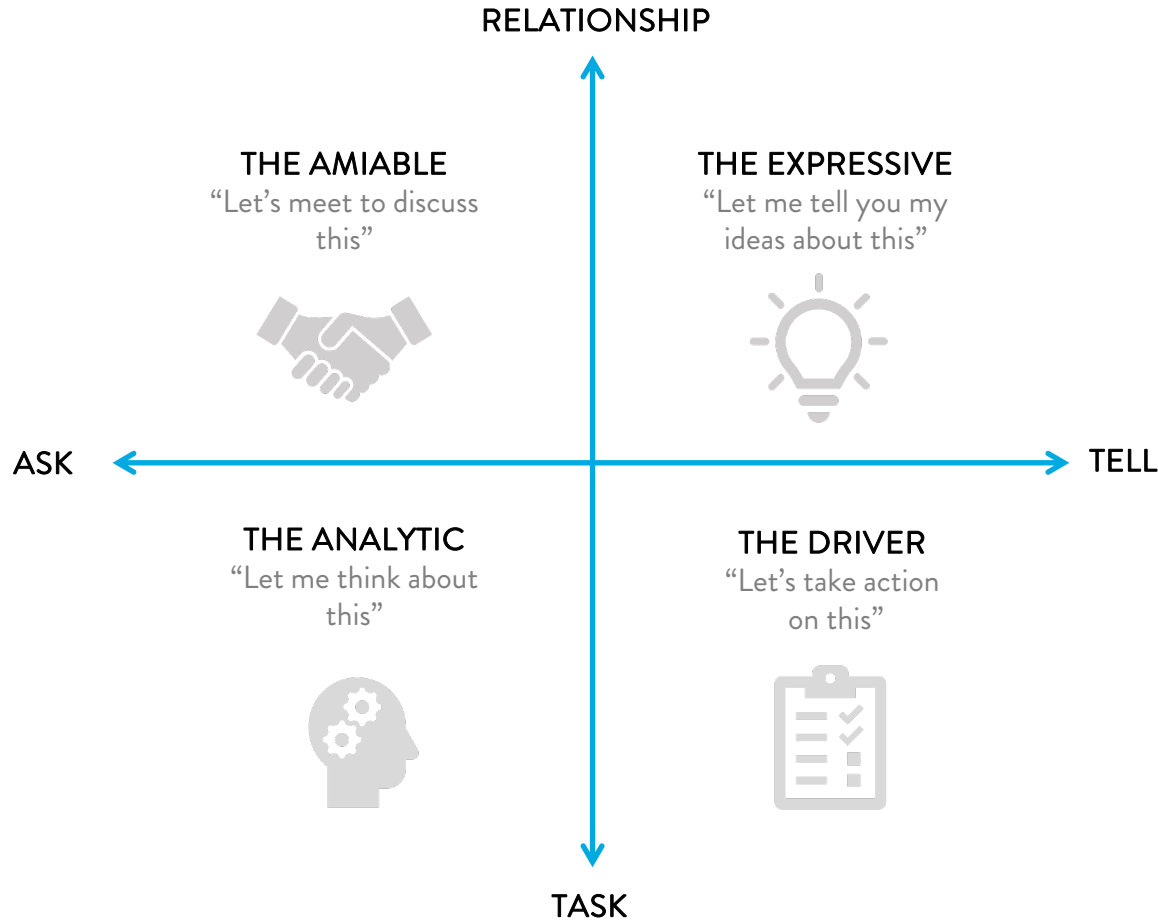 RELATIONSHIP
THE AMIABLE
“Let’s meet to discuss
this”
THE EXPRESSIVE
“Let me tell you my
ideas about this”
ASK
TELL
THE ANALYTIC
“Let me think about
this”
THE DRIVER
“Let’s take action
on this”
TASK